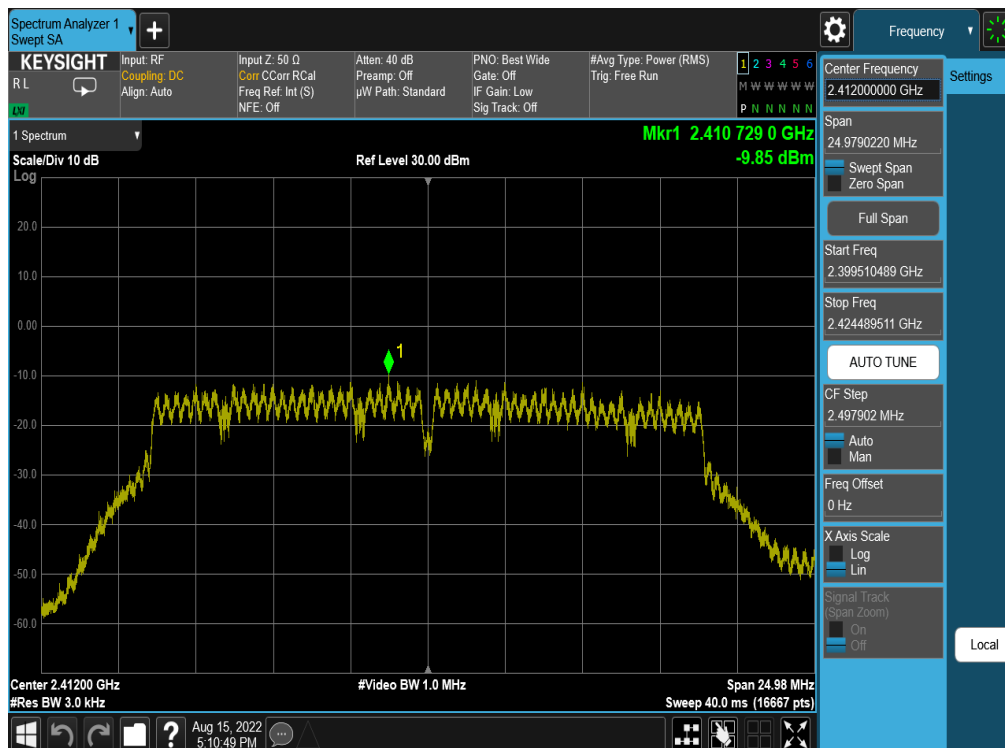 Spectrum Analyzer 1
Swept SA
Frequency
KEYSIGHT
R L
LXI
Input: RF
Coupling: DC
Align: Auto
Input Z: 50 Ω
Corr CCorr RCal
Freq Ref: Int (S)
NFE: Off
Atten: 40 dB
Preamp: Off
µW Path: Standard
PNO: Best Wide
Gate: Off
IF Gain: Low
Sig Track: Off
#Avg Type: Power (RMS)
Trig: Free Run
1 2 3 4 5 6
M W W W W W
P N N N N N
1 Spectrum
Scale/Div 10 dB
Log
Ref Level 30.00 dBm
Mkr1 2.410 729 0 GHz
-9.85 dBm
20.0
10.0
0.00
-10.0
-20.0
-30.0
-40.0
-50.0
-60.0
1
Center 2.41200 GHz
#Res BW 3.0 kHz
#Video BW 1.0 MHz
Span 24.98 MHz
Sweep 40.0 ms (16667 pts)
Center Frequency
2.412000000 GHz
Settings
Span
24.9790220 MHz
Swept Span
Zero Span
Full Span
Start Freq
2.399510489 GHz
Stop Freq
2.424489511 GHz
AUTO TUNE
CF Step
2.497902 MHz
Auto
Man
Freq Offset
0 Hz
X Axis Scale
Log
Lin
Signal Track
(Span Zoom)
On
Off
Local
?
Aug 15, 2022
5:10:49 PM